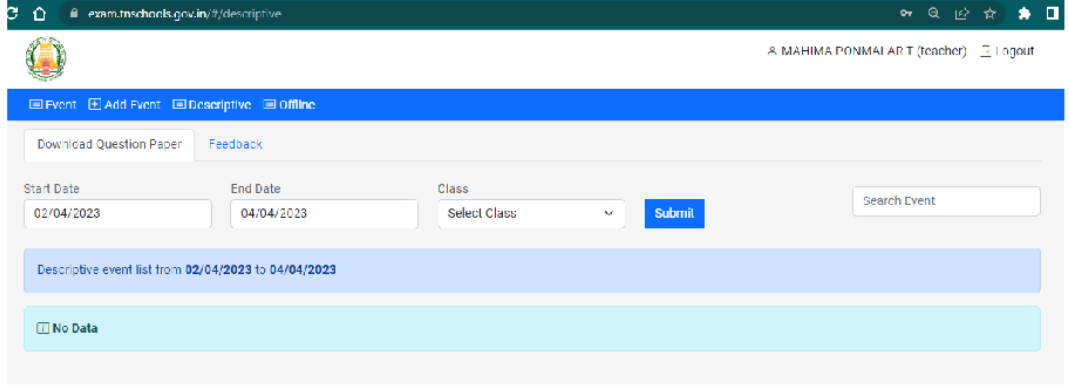 exam.tnschools.gov.in/#/descriptive
MAHIMA PONMALAR T (teacher) Logout
Event Add Event Descriptive Offline
Download Question Paper Feedback
Start Date End Date Class
02/04/2023 04/04/2023 Select Class Submit Search Event
Descriptive event list from 02/04/2023 to 04/04/2023
No Data